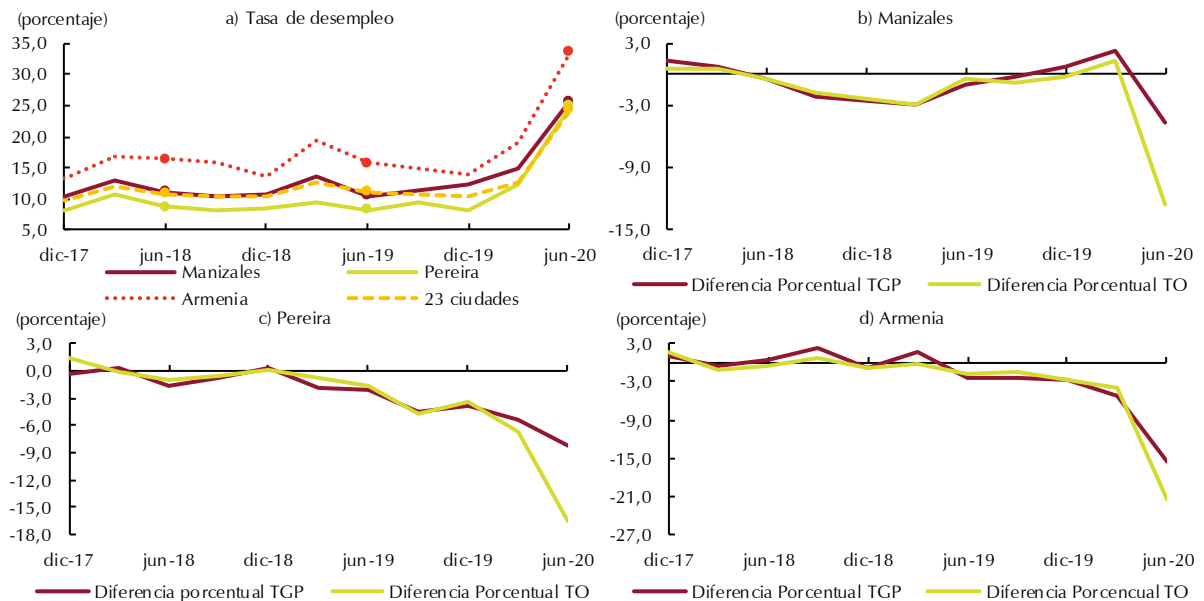 (porcentaje)
a) Tasa de desempleo
35,0
30,0
25,0
20,0
15,0
10,0
5,0
dic-17
jun-18
dic-18
jun-19
dic-19
jun-20
Manizales
Pereira
Armenia
23 ciudades
(porcentaje)
b) Manizales
3,0
-3,0
-9,0
-15,0
dic-17
jun-18
dic-18
jun-19
dic-19
jun-20
Diferencia Porcentual TGP
Diferencia Porcentual TO
(porcentaje)
c) Pereira
3,0
0,0
-3,0
-6,0
-9,0
-12,0
-15,0
-18,0
dic-17
jun-18
dic-18
jun-19
dic-19
jun-20
Diferencia porcentual TGP
Diferencia Porcentual TO
(porcentaje)
d) Armenia
3,0
-3,0
-9,0
-15,0
-21,0
-27,0
dic-17
jun-18
dic-18
jun-19
dic-19
jun-20
Diferencia Porcentual TGP
Diferencia Porcencual TO